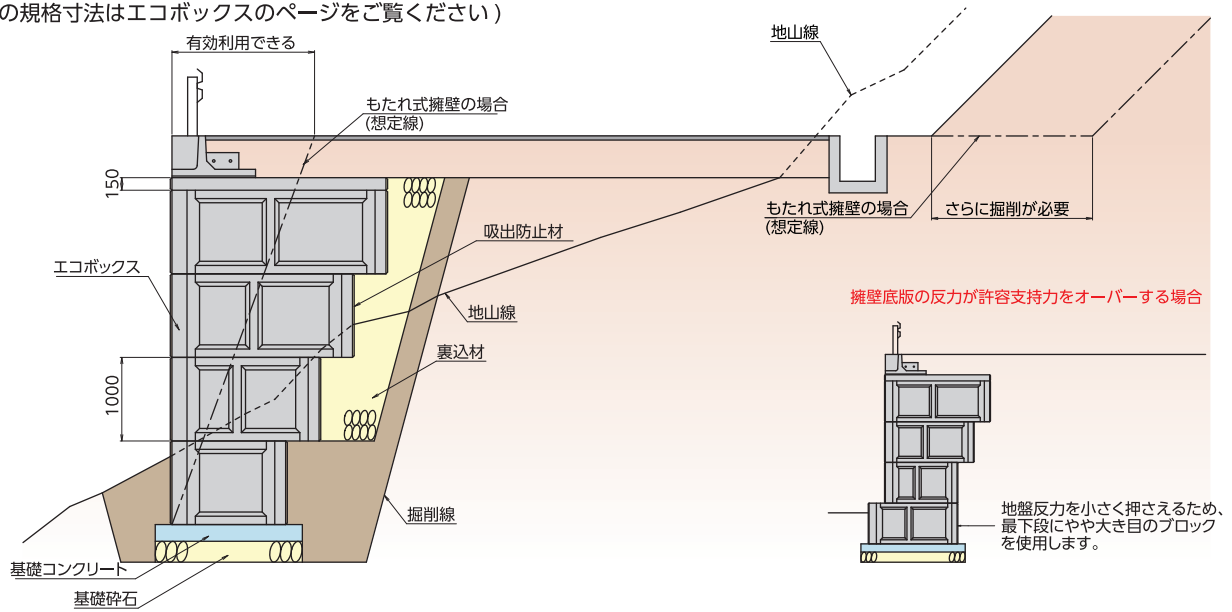 の規格寸法はエコボックスのページをご覧ください)
有効利用できる
地山線
もたれ式擁壁の場合
(想定線)
150
もたれ式擁壁の場合
(想定線)
さらに掘削が必要
吸出防止材
エコボックス
地山線
擁壁底版の反力が許容支持力をオーバーする場合
裏込材
1000
掘削線
地盤反力を小さく押さえるため、
最下段にやや大き目のブロック
を使用します。
基礎コンクリート
基礎砕石